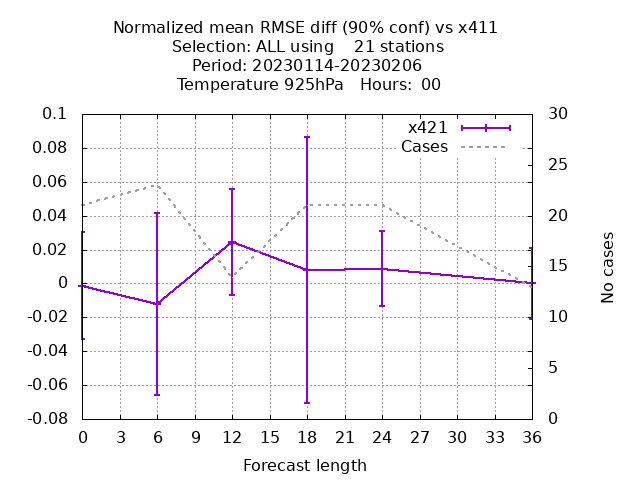 Normalized mean RMSE diff (90% conf) vs x411
Selection: ALL using    21 stations
Period: 20230114-20230206
Temperature 925hPa   Hours: 00
x421
Cases
0.1
0.08
0.06
0.04
0.02
0
-0.02
-0.04
-0.06
-0.08
30
25
20
15
10
5
0
No cases
0 3 6 9 12 15 18 21 24 27 30 33 36
Forecast length